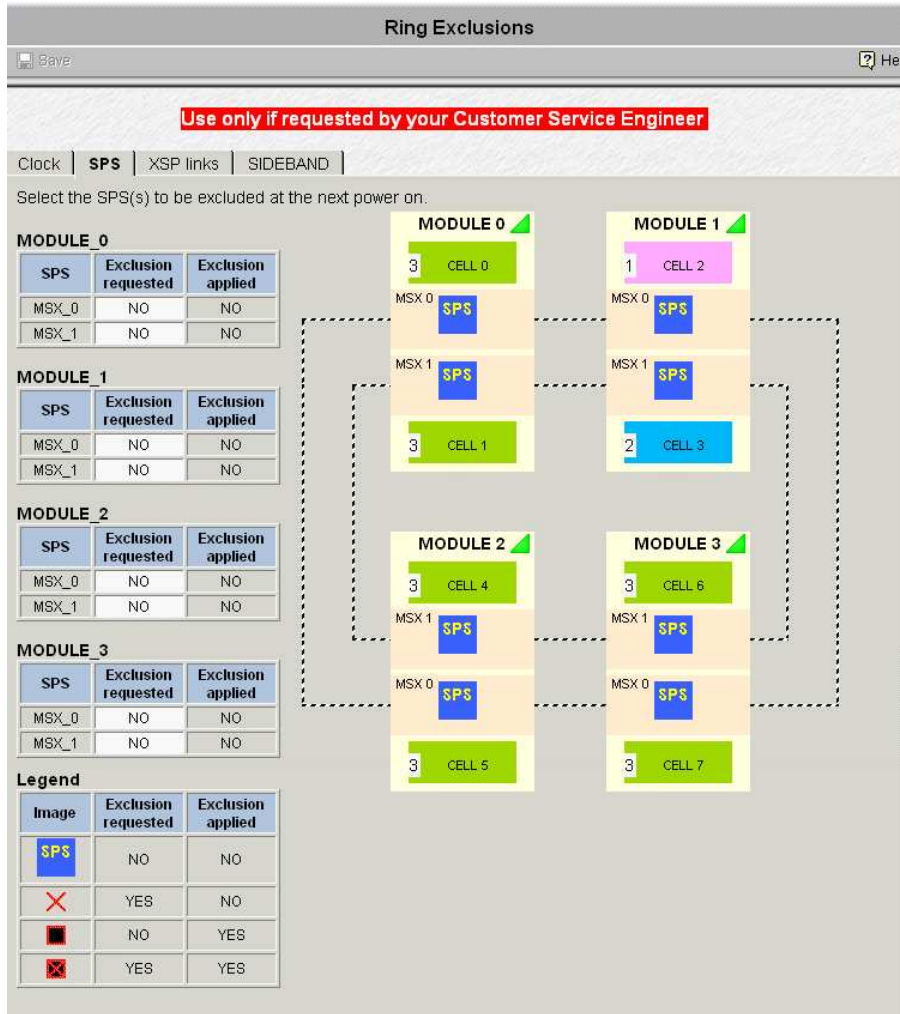 Ring Exclusions
Save
He
Use only if requested by your Customer Service Engineer
Clock SPS XSP links SIDEBAND
Select the SPS(s) to be excluded at the next power on.
MODULE_0
SPS Exclusion requested Exclusion applied
MSX_0 NO NO
MSX_1 NO NO
MODULE_1
SPS Exclusion requested Exclusion applied
MSX_0 NO NO
MSX_1 NO NO
MODULE_2
SPS Exclusion requested Exclusion applied
MSX_0 NO NO
MSX_1 NO NO
MODULE_3
SPS Exclusion requested Exclusion applied
MSX_0 NO NO
MSX_1 NO NO
Legend
Image Exclusion requested Exclusion applied
SPS NO NO
YES NO
NO YES
YES YES
MODULE 0
3 CELL 0
MSX 0 SPS
MSX 1 SPS
3 CELL 1
MODULE 1
1 CELL 2
MSX 0 SPS
MSX 1 SPS
2 CELL 3
MODULE 2
3 CELL 4
MSX 1 SPS
MSX 0 SPS
3 CELL 5
MODULE 3
3 CELL 6
MSX 1 SPS
MSX 0 SPS
3 CELL 7